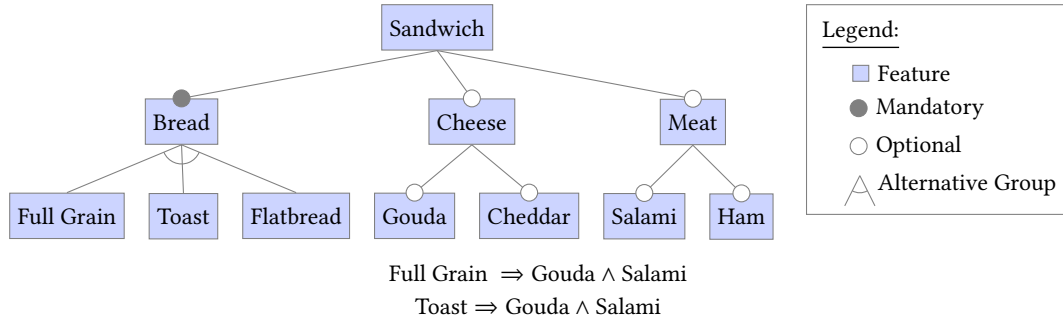 Sandwich
Legend:
Feature
Mandatory
Optional
Alternative Group
Bread
Cheese
Meat
Full Grain
Toast
Flatbread
Gouda
Cheddar
Salami
Ham
Full Grain ⇒ Gouda ∧ Salami
Toast ⇒ Gouda ∧ Salami